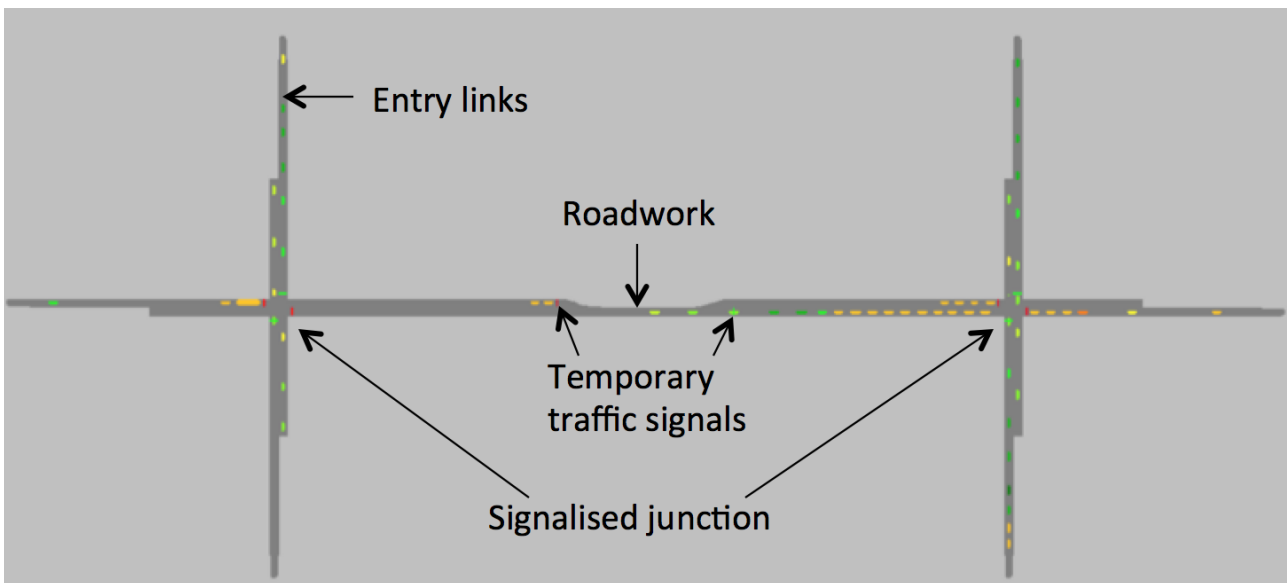 Entry links
Roadwork
Temporary
traffic signals
Signalised junction